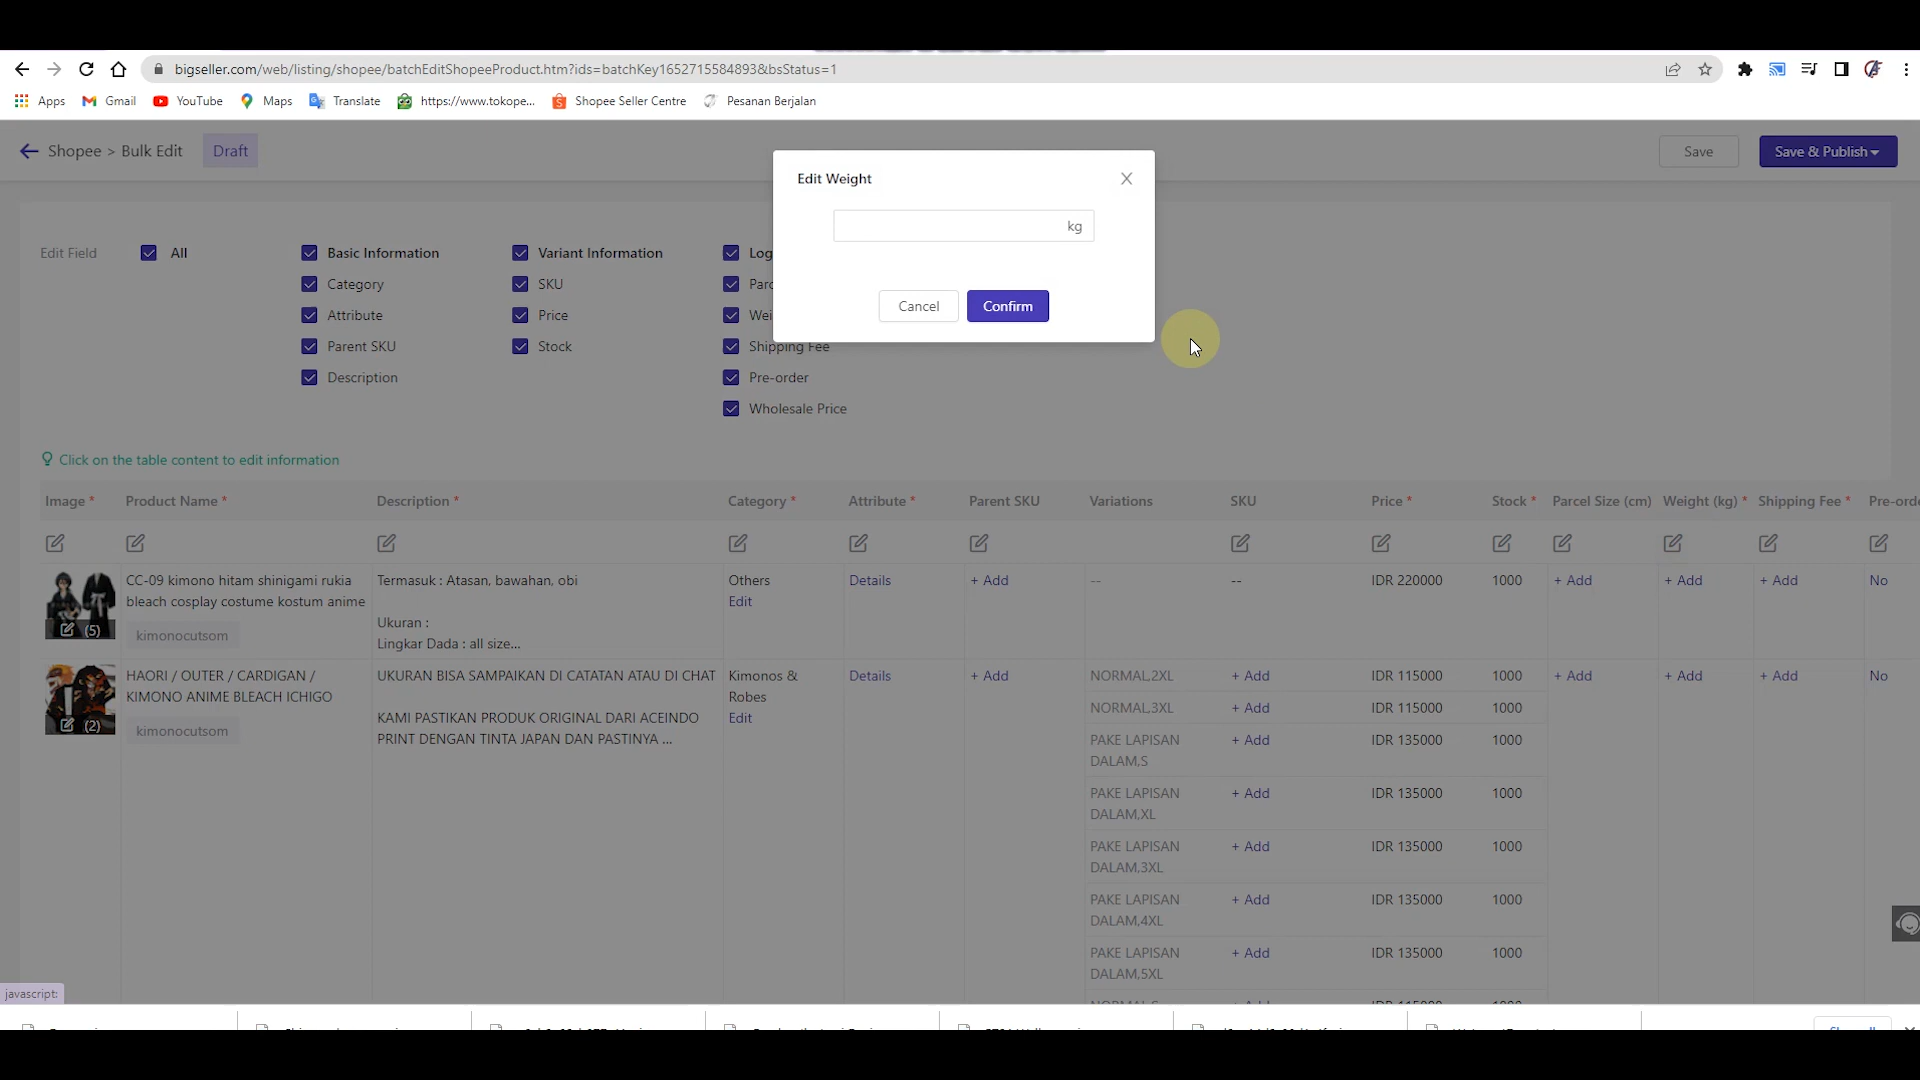 bigseller.com/web/listing/shopee/batchEditShopeeProduct.htm?ids=batchKey1652715584893&bsStatus=1
Apps Gmail YouTube Maps Translate https://www.tokope... Shopee Seller Centre Pesanan Berjalan
Shopee > Bulk Edit Draft Save Save & Publish
Edit Weight
kg
Cancel Confirm
Edit Field All Basic Information Variant Information Log
Category SKU Parc
Attribute Price Wei
Parent SKU Stock Shipping Fee
Description Pre-order
Wholesale Price
Click on the table content to edit information
Image * Product Name * Description * Category * Attribute * Parent SKU Variations SKU Price * Stock * Parcel Size (cm) Weight (kg) * Shipping Fee * Pre-orde
CC-09 kimono hitam shinigami rukia Termasuk : Atasan, bawahan, obi Others Details + Add -- -- IDR 220000 1000 + Add + Add + Add No
bleach cosplay costume kostum anime Edit
(5) Ukuran :
kimonocutsom Lingkar Dada : all size...
HAORI / OUTER / CARDIGAN / UKURAN BISA SAMPAIKAN DI CATATAN ATAU DI CHAT Kimonos & Details + Add NORMAL,2XL + Add IDR 115000 1000 + Add + Add + Add No
KIMONO ANIME BLEACH ICHIGO Robes
NORMAL,3XL + Add IDR 115000 1000
(2) KAMI PASTIKAN PRODUK ORIGINAL DARI ACEINDO Edit
kimonocutsom PRINT DENGAN TINTA JAPAN DAN PASTINYA ...
PAKE LAPISAN + Add IDR 135000 1000
DALAM,S
PAKE LAPISAN + Add IDR 135000 1000
DALAM,XL
PAKE LAPISAN + Add IDR 135000 1000
DALAM,3XL
PAKE LAPISAN + Add IDR 135000 1000
DALAM,4XL
PAKE LAPISAN + Add IDR 135000 1000
DALAM,5XL
javascript: